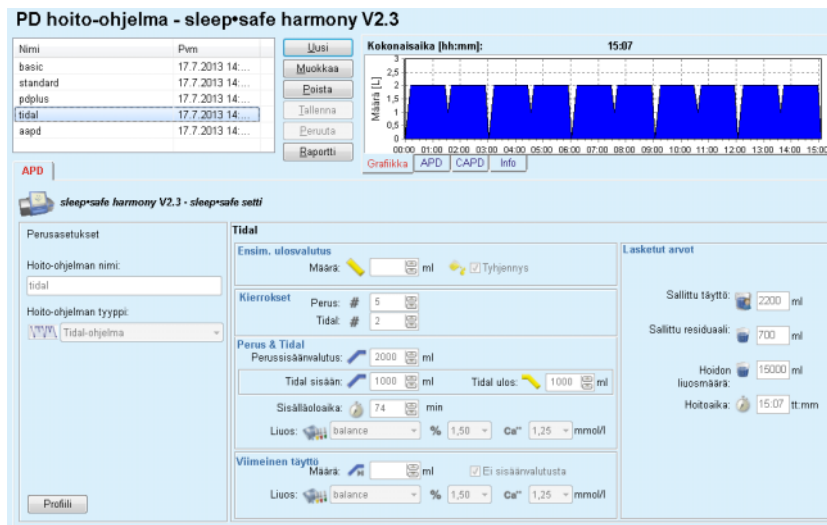 PD hoito-ohjelma - sleep•safe harmony V2.3
Nimi Pvm
basic 17.7.2013 14:...
standard 17.7.2013 14:...
pdplus 17.7.2013 14:...
tidal 17.7.2013 14:...
aapd 17.7.2013 14:...
Uusi
Muokkaa
Poista
Tallenna
Peruuta
Raportti
Kokonaisaika [hh:mm]: 15:07
Määrä [L]
3
2,5
2
1,5
1
0,5
0
00:00 01:00 02:00 03:00 04:00 05:00 06:00 07:00 08:00 09:00 10:00 11:00 12:00 13:00 14:00 15:00
Grafiikka APD CAPD Info
APD
sleep•safe harmony V2.3 - sleep•safe setti
Perusasetukset
Hoito-ohjelman nimi:
tidal
Hoito-ohjelman tyyppi:
Tidal-ohjelma
Profiili
Tidal
Ensim. ulosvalutus
Määrä: ml Tyhjennys
Kierrokset
Perus: # 5
Tidal: # 2
Perus & Tidal
Perussisäänvalutus: 2000 ml
Tidal sisään: 1000 ml Tidal ulos: 1000 ml
Sisälläoloaika: 74 min
Liuos: balance % 1,50 Ca++ 1,25 mmol/l
Viimeinen täyttö
Määrä: ml Ei sisäänvalutusta
Liuos: balance % 1,50 Ca++ 1,25 mmol/l
Lasketut arvot
Sallittu täyttö: 2200 ml
Sallittu residuaali: 700 ml
Hoidon liuosmäärä: 15000 ml
Hoitoaika: 15:07 tt:mm